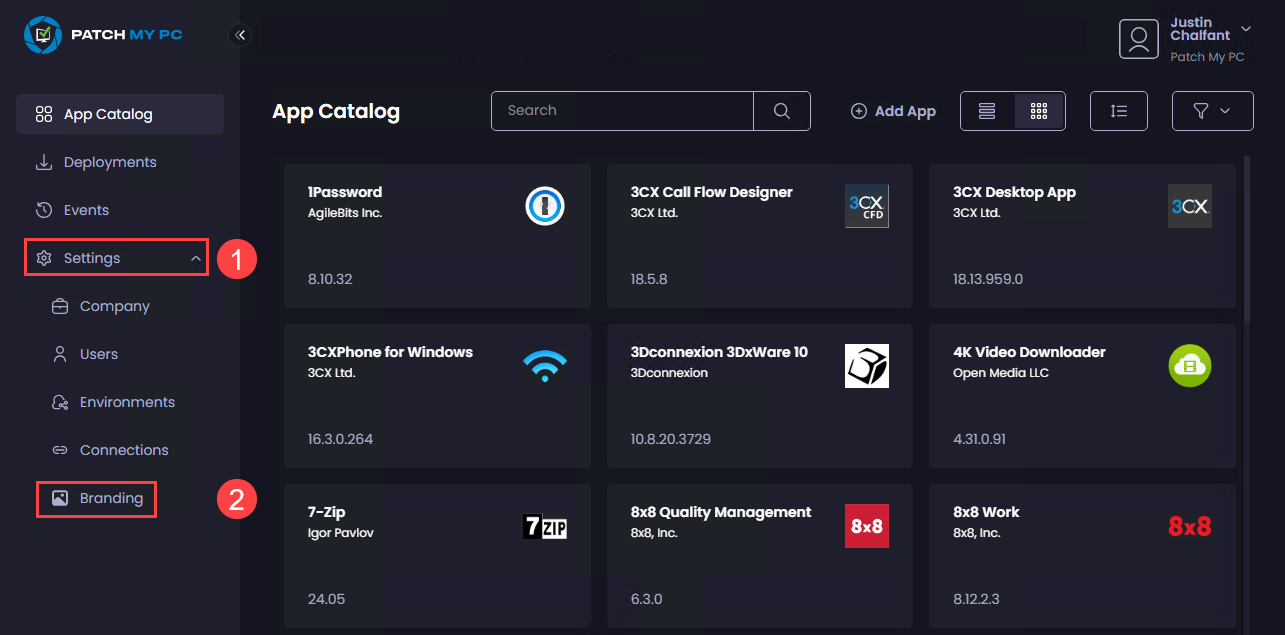 PATCH MY PC
Justin
Chalfant
Patch My PC
App Catalog
Deployments
Events
Settings
1
Company
Users
Environments
Connections
Branding
2
App Catalog
Search
Add App
1Password
AgileBits Inc.
8.10.32
3CX Call Flow Designer
3CX Ltd.
3CX
CFD
18.5.8
3CX Desktop App
3CX Ltd.
3CX
18.13.959.0
3CXPhone for Windows
3CX Ltd.
16.3.0.264
3Dconnexion 3DxWare 10
3Dconnexion
10.8.20.3729
4K Video Downloader
Open Media LLC
4.31.0.91
7-Zip
Igor Pavlov
7ZIP
24.05
8x8 Quality Management
8x8, Inc.
8x8
6.3.0
8x8 Work
8x8, Inc.
8x8
8.12.2.3